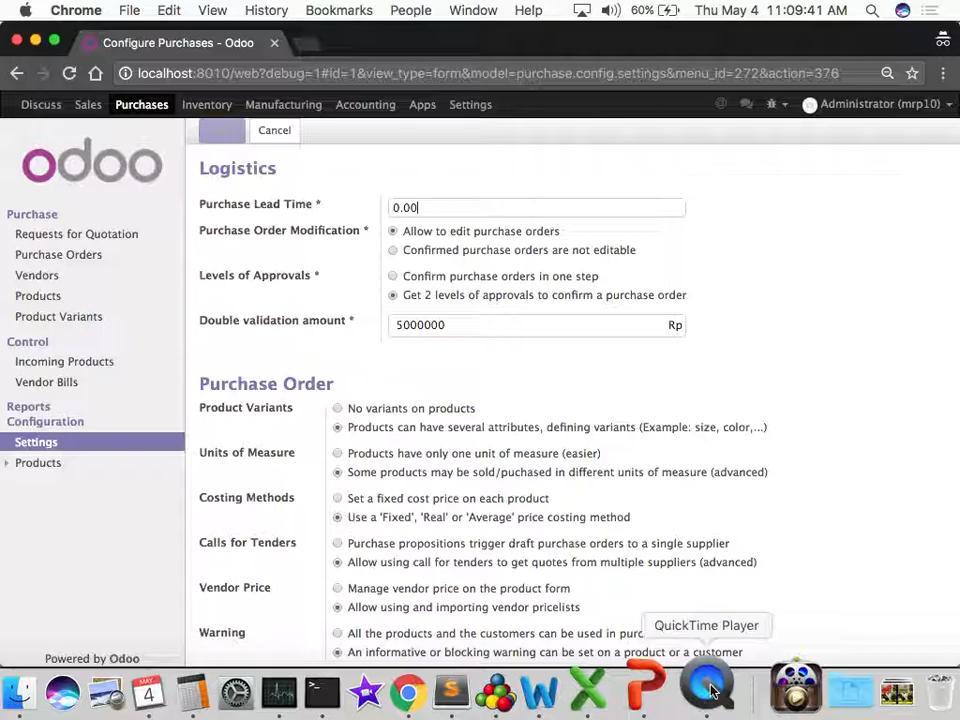 Chrome File Edit View History Bookmarks People Window Help 60% Thu May 4 11:09:41 AM
Configure Purchases - Odoo
localhost:8010/web?debug=1#id=1&view_type=form&model=purchase.config.settings&menu_id=272&action=376
Discuss Sales Purchases Inventory Manufacturing Accounting Apps Settings Administrator (mrp10)
Cancel
odoo
Logistics
Purchase Lead Time * 0.00
Purchase Order Modification * Allow to edit purchase orders
Confirmed purchase orders are not editable
Levels of Approvals * Confirm purchase orders in one step
Get 2 levels of approvals to confirm a purchase order
Double validation amount * 5000000 Rp
Purchase
Requests for Quotation
Purchase Orders
Vendors
Products
Product Variants
Control
Incoming Products
Vendor Bills
Reports
Configuration
Settings
Products
Purchase Order
Product Variants No variants on products
Products can have several attributes, defining variants (Example: size, color,...)
Units of Measure Products have only one unit of measure (easier)
Some products may be sold/puchased in different units of measure (advanced)
Costing Methods Set a fixed cost price on each product
Use a 'Fixed', 'Real' or 'Average' price costing method
Calls for Tenders Purchase propositions trigger draft purchase orders to a single supplier
Allow using call for tenders to get quotes from multiple suppliers (advanced)
Vendor Price Manage vendor price on the product form
Allow using and importing vendor pricelists
Warning All the products and the customers can be used in
An informative or blocking warning can be set on a product or a customer
QuickTime Player
Powered by Odoo
MAY
4